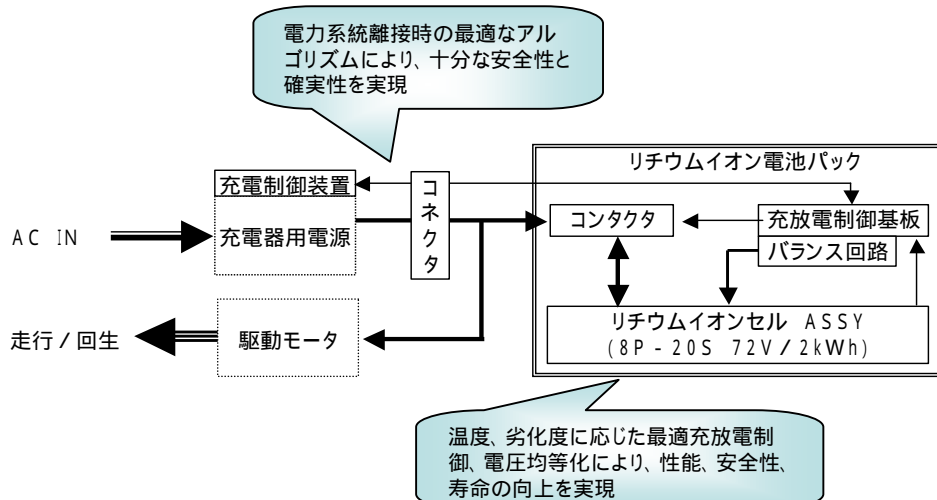 電力系統離接時の最適なアル
ゴリズムにより、十分な安全性と
確実性を実現
リチウムイオン電池パック
充電制御装置
コネクタ
コンタクタ
充放電制御基板
AC IN
充電器用電源
バランス回路
走行/回生
駆動モータ
リチウムイオンセル ASSY
(8P-20S 72V/2kWh)
温度、劣化度に応じた最適充放電制
御、電圧均等化により、性能、安全性、
寿命の向上を実現